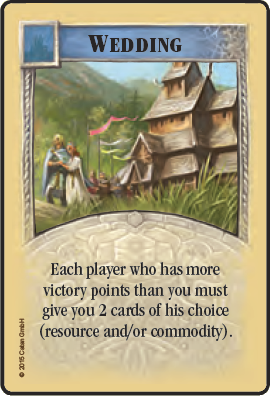 WEDDING
Each player who has more
victory points than you must
give you 2 cards of his choice
(resource and/or commodity).
© 2015 Catan GmbH